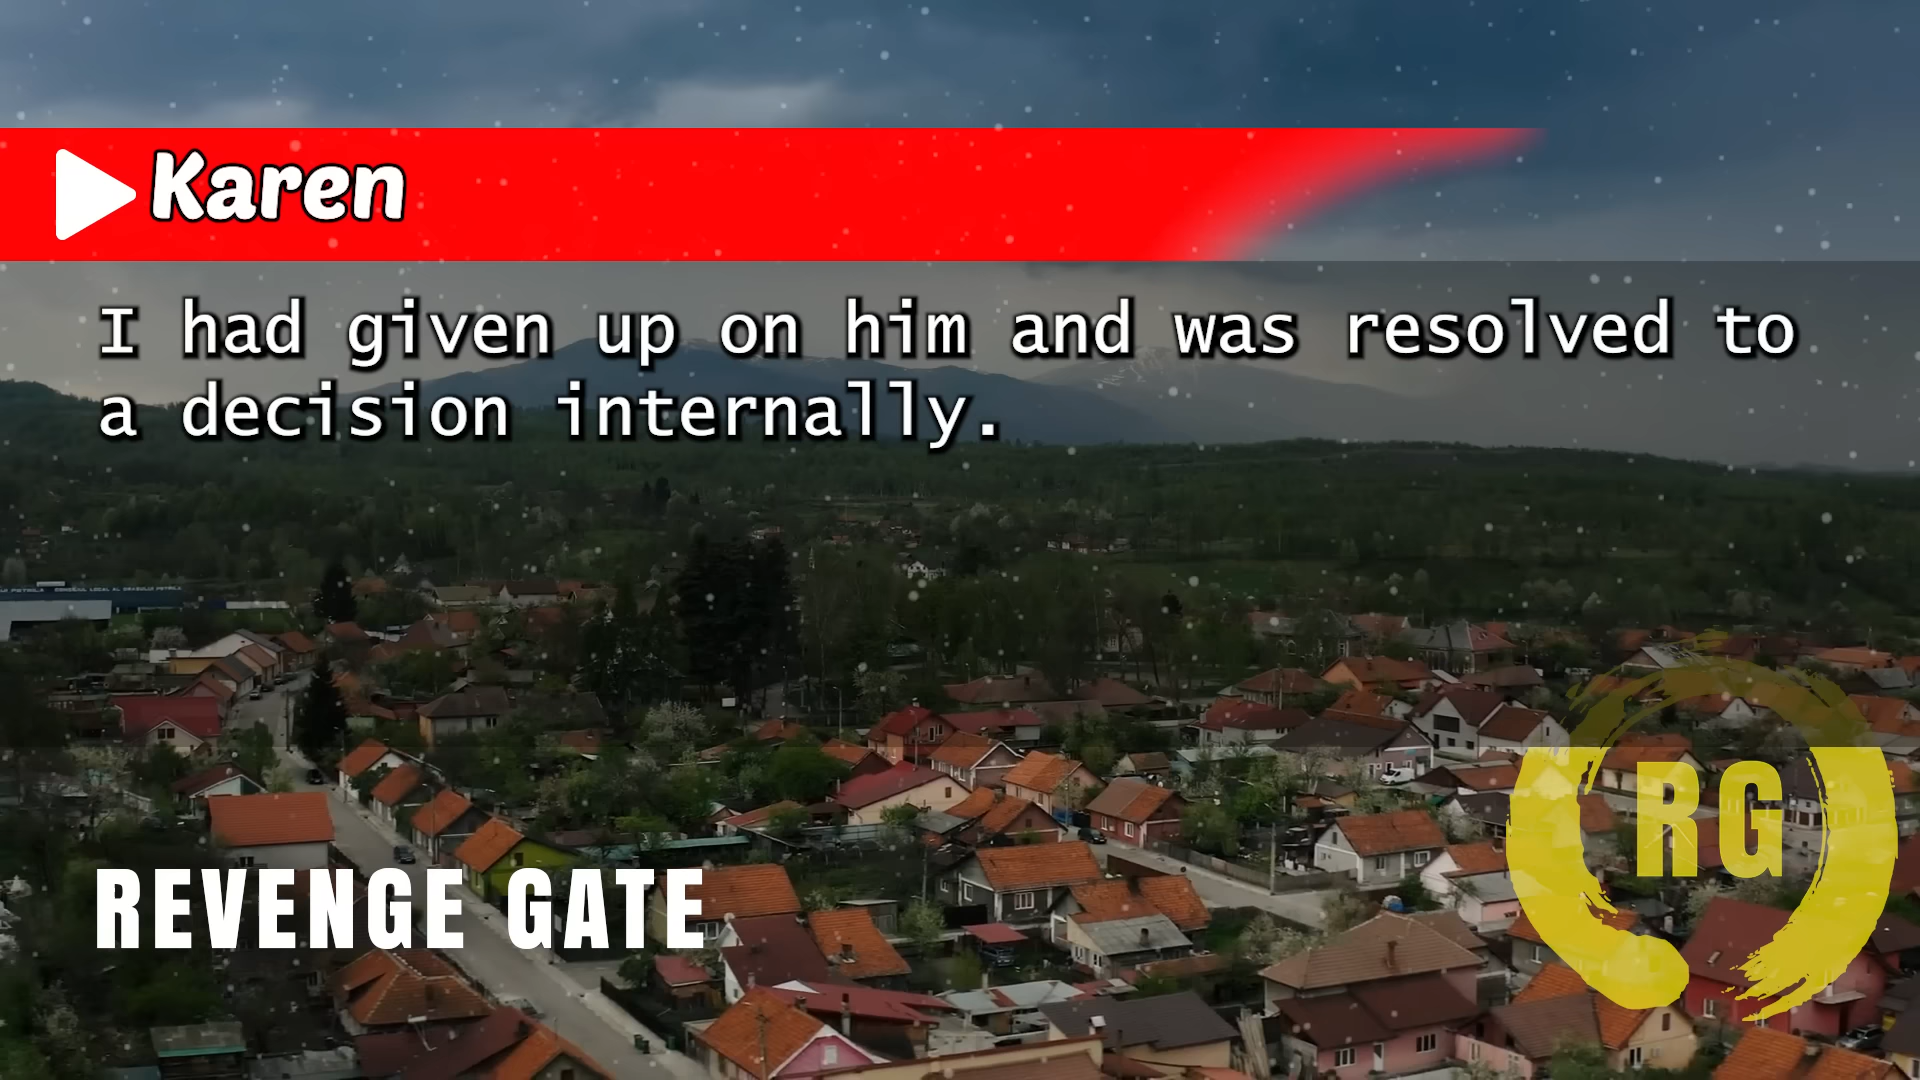 Karen
I had given up on him and was resolved to
a decision internally.
REVENGE GATE
RG